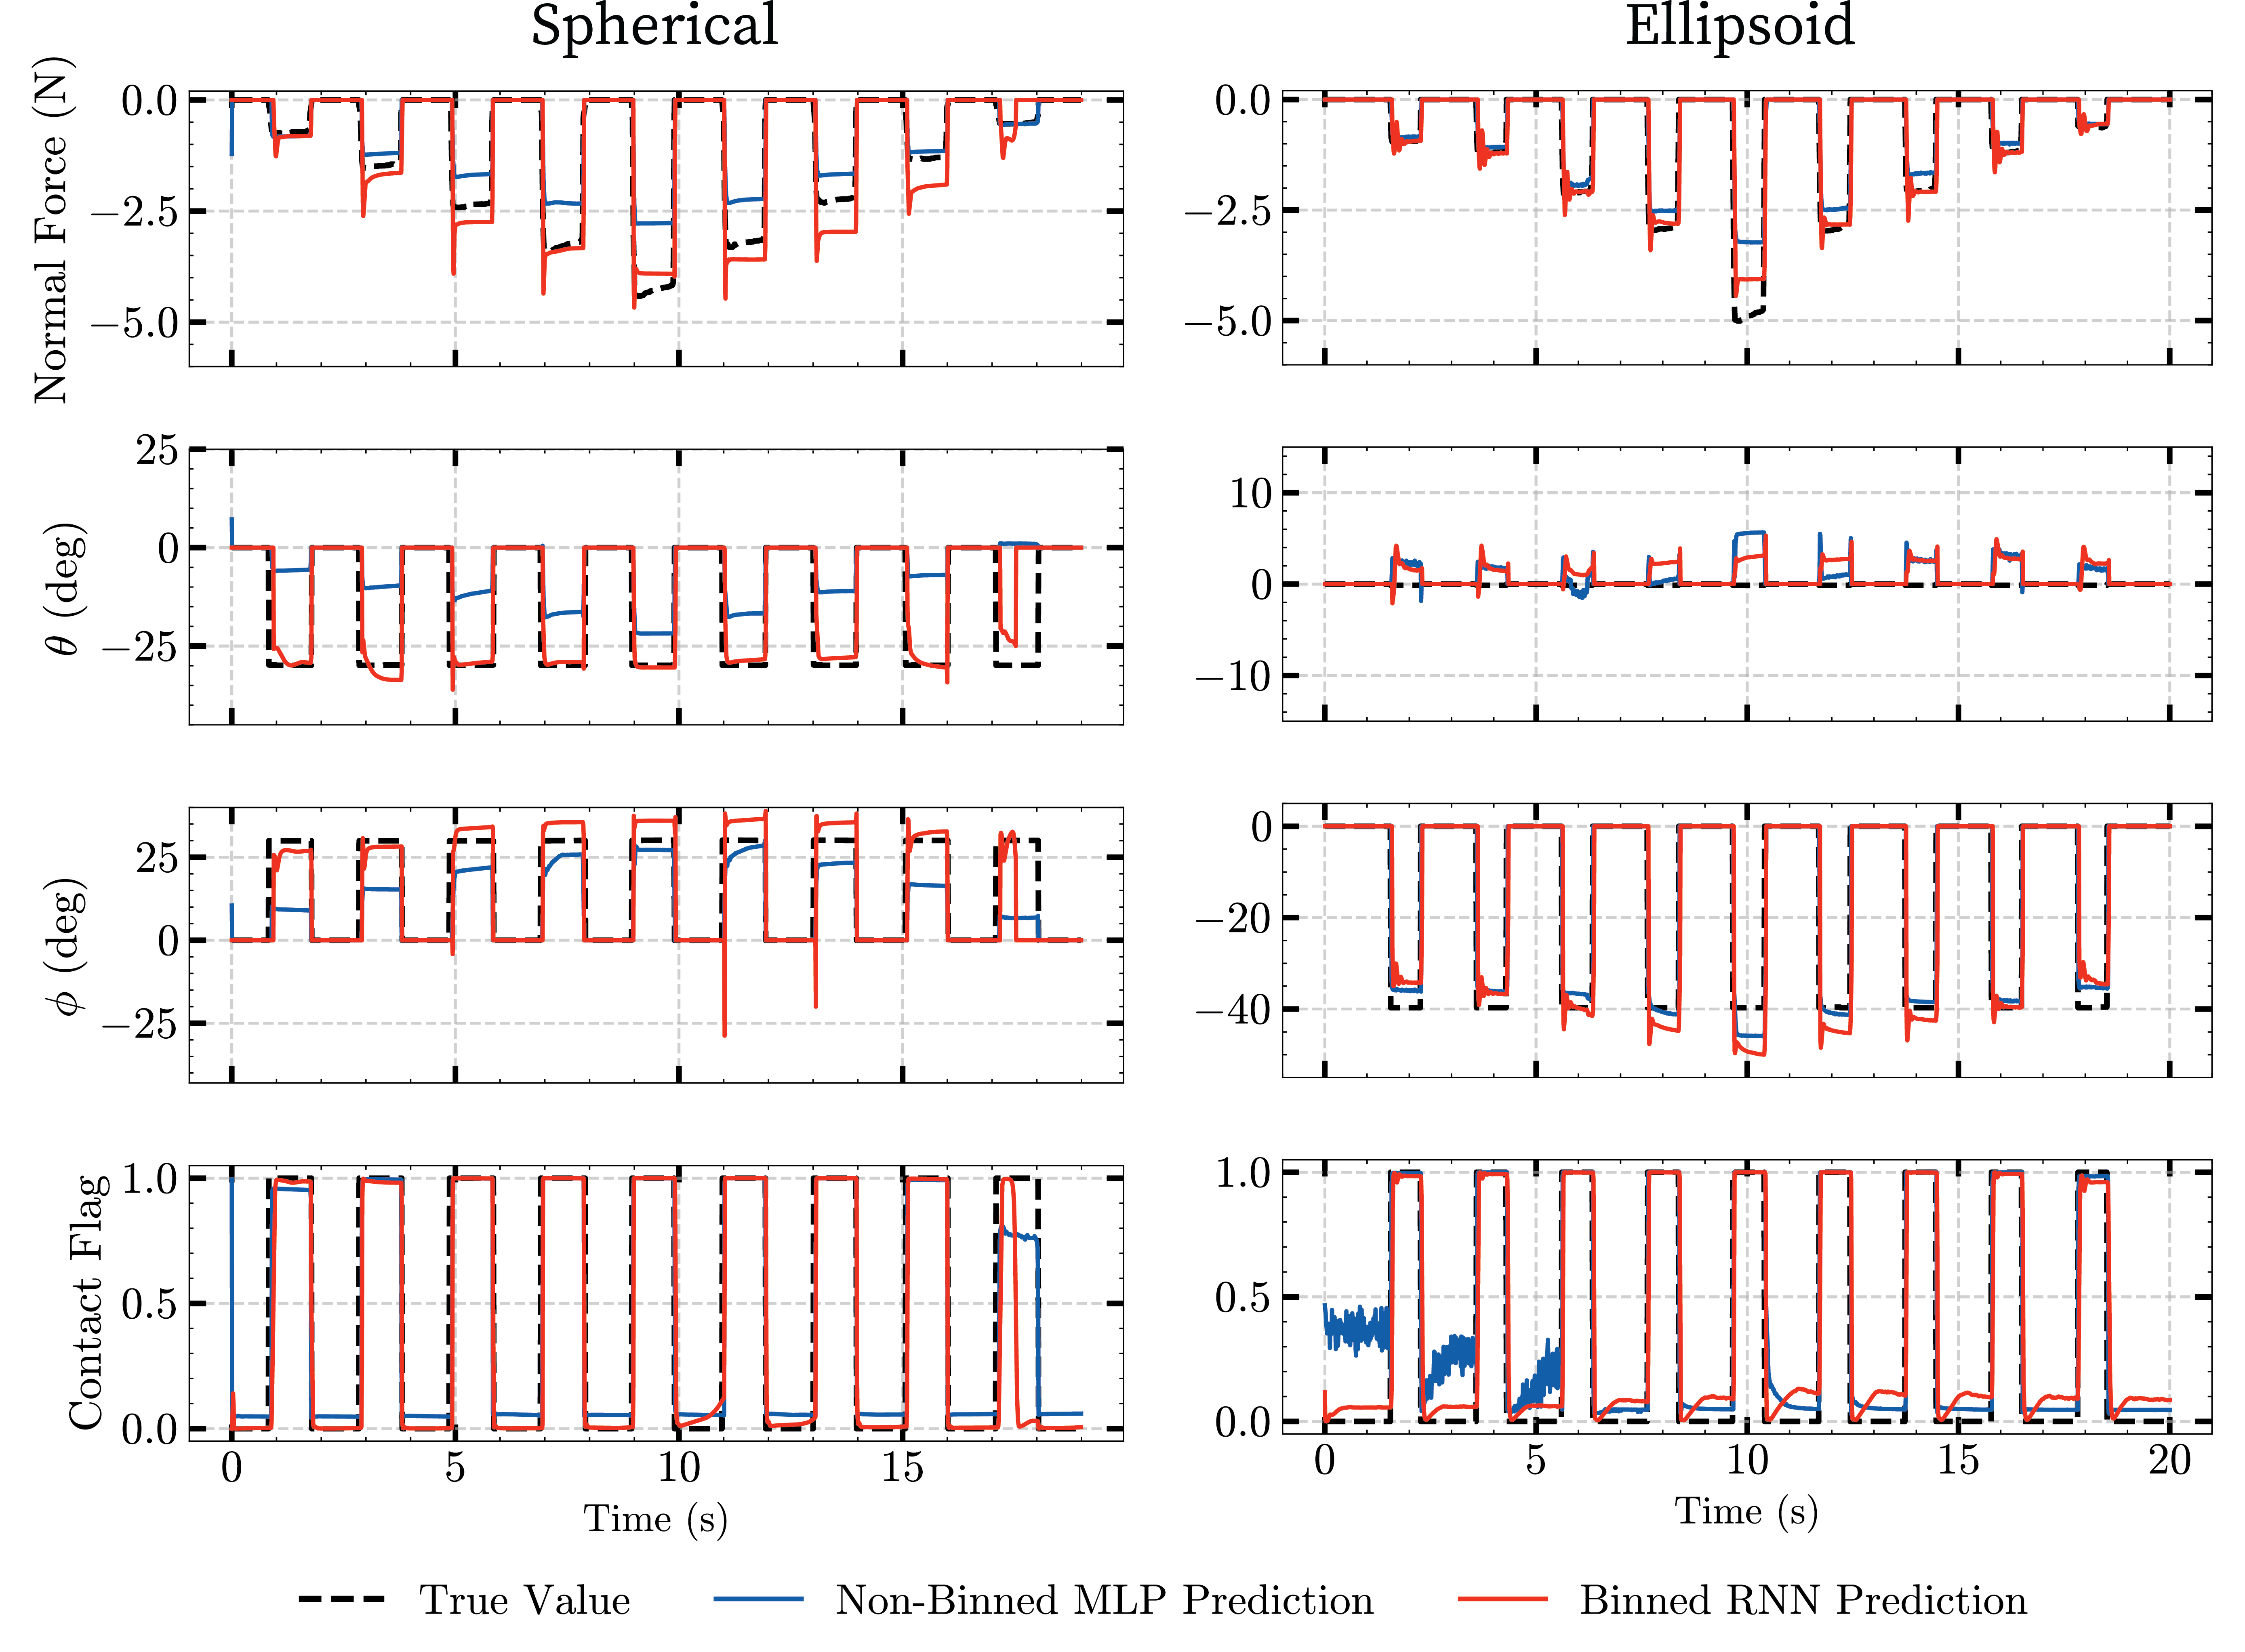 Spherical
Ellipsoid
Normal Force (N)
0.0
−2.5
−5.0
0.0
−2.5
−5.0
θ (deg)
25
0
−25
10
0
−10
ϕ (deg)
25
0
−25
0
−20
−40
Contact Flag
1.0
0.5
0.0
1.0
0.5
0.0
0 5 10 15
0 5 10 15 20
Time (s)
Time (s)
True Value Non-Binned MLP Prediction Binned RNN Prediction